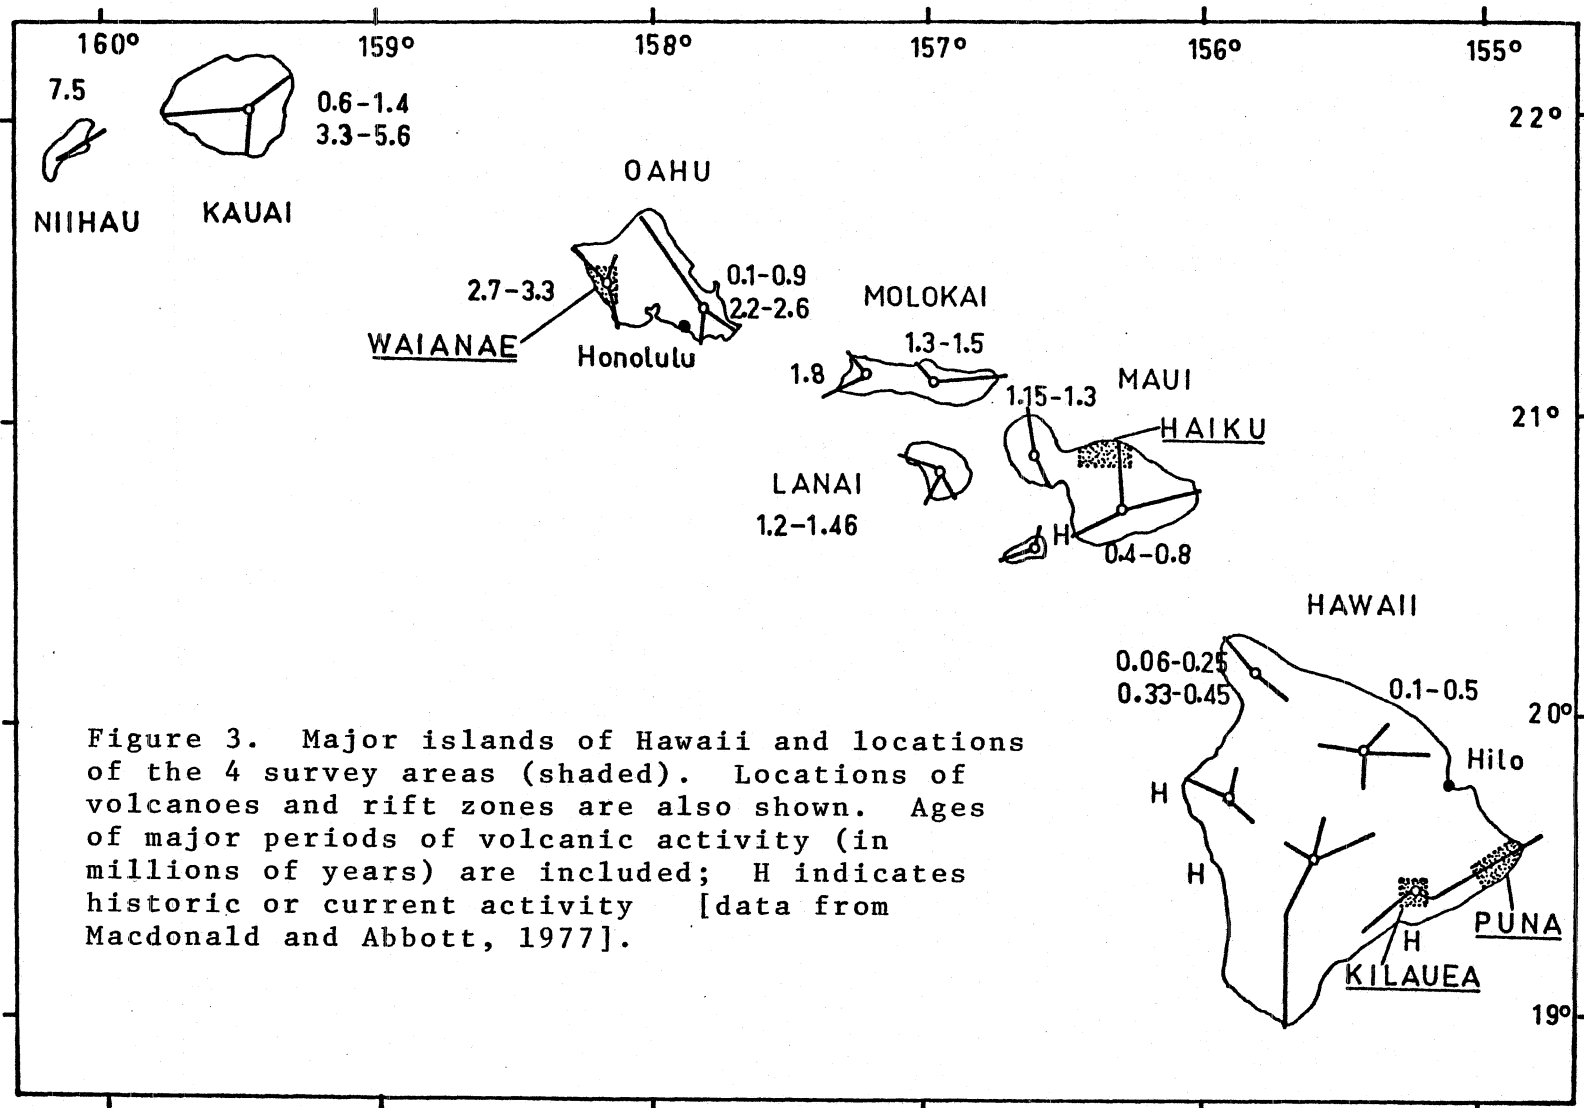 160° 159° 158° 157° 156° 155°
7.5
0.6-1.4
3.3-5.6
22°
NIIHAU
KAUAI
OAHU
2.7-3.3
0.1-0.9
2.2-2.6
WAIANAE
Honolulu
MOLOKAI
1.3-1.5
1.8
1.15-1.3
MAUI
21°
HAIKU
LANAI
1.2-1.46
H
0.4-0.8
HAWAII
0.06-0.25
0.33-0.45
0.1-0.5
20°
Hilo
H
H
PUNA
H
KILAUEA
19°
Figure 3. Major islands of Hawaii and locations
of the 4 survey areas (shaded). Locations of
volcanoes and rift zones are also shown. Ages
of major periods of volcanic activity (in
millions of years) are included; H indicates
historic or current activity [data from
Macdonald and Abbott, 1977].